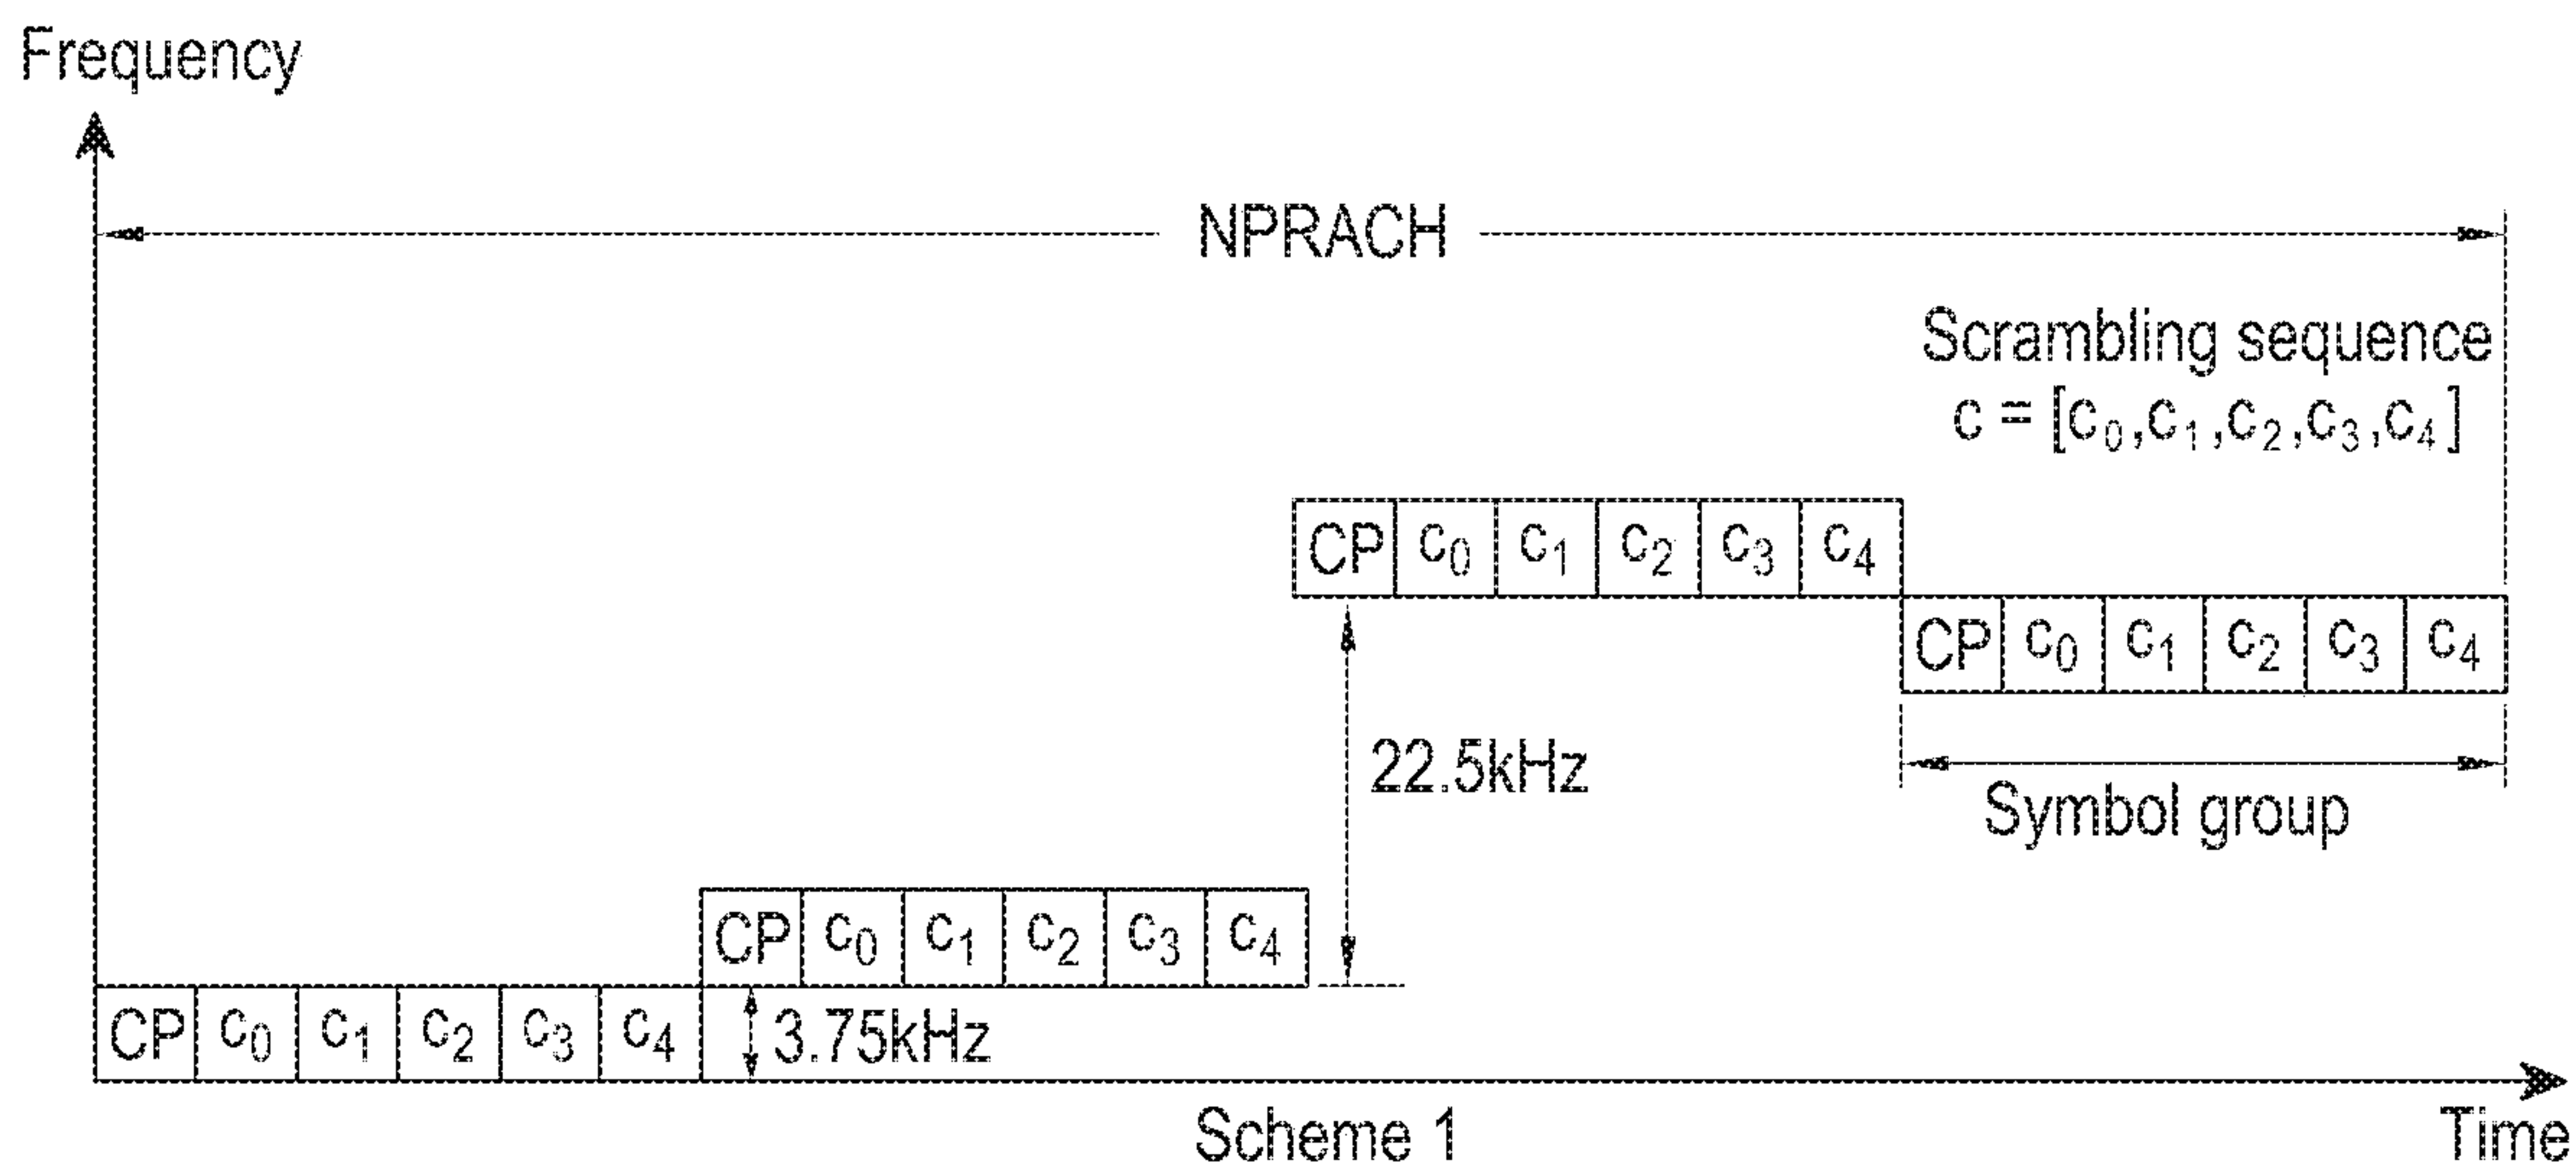 Frequency
NPRACH
Scrambling sequence
c = [c₀,c₁,c₂,c₃,c₄]
CP c₀ c₁ c₂ c₃ c₄
CP c₀ c₁ c₂ c₃ c₄
22.5kHz
Symbol group
CP c₀ c₁ c₂ c₃ c₄
CP c₀ c₁ c₂ c₃ c₄
3.75kHz
Scheme 1
Time